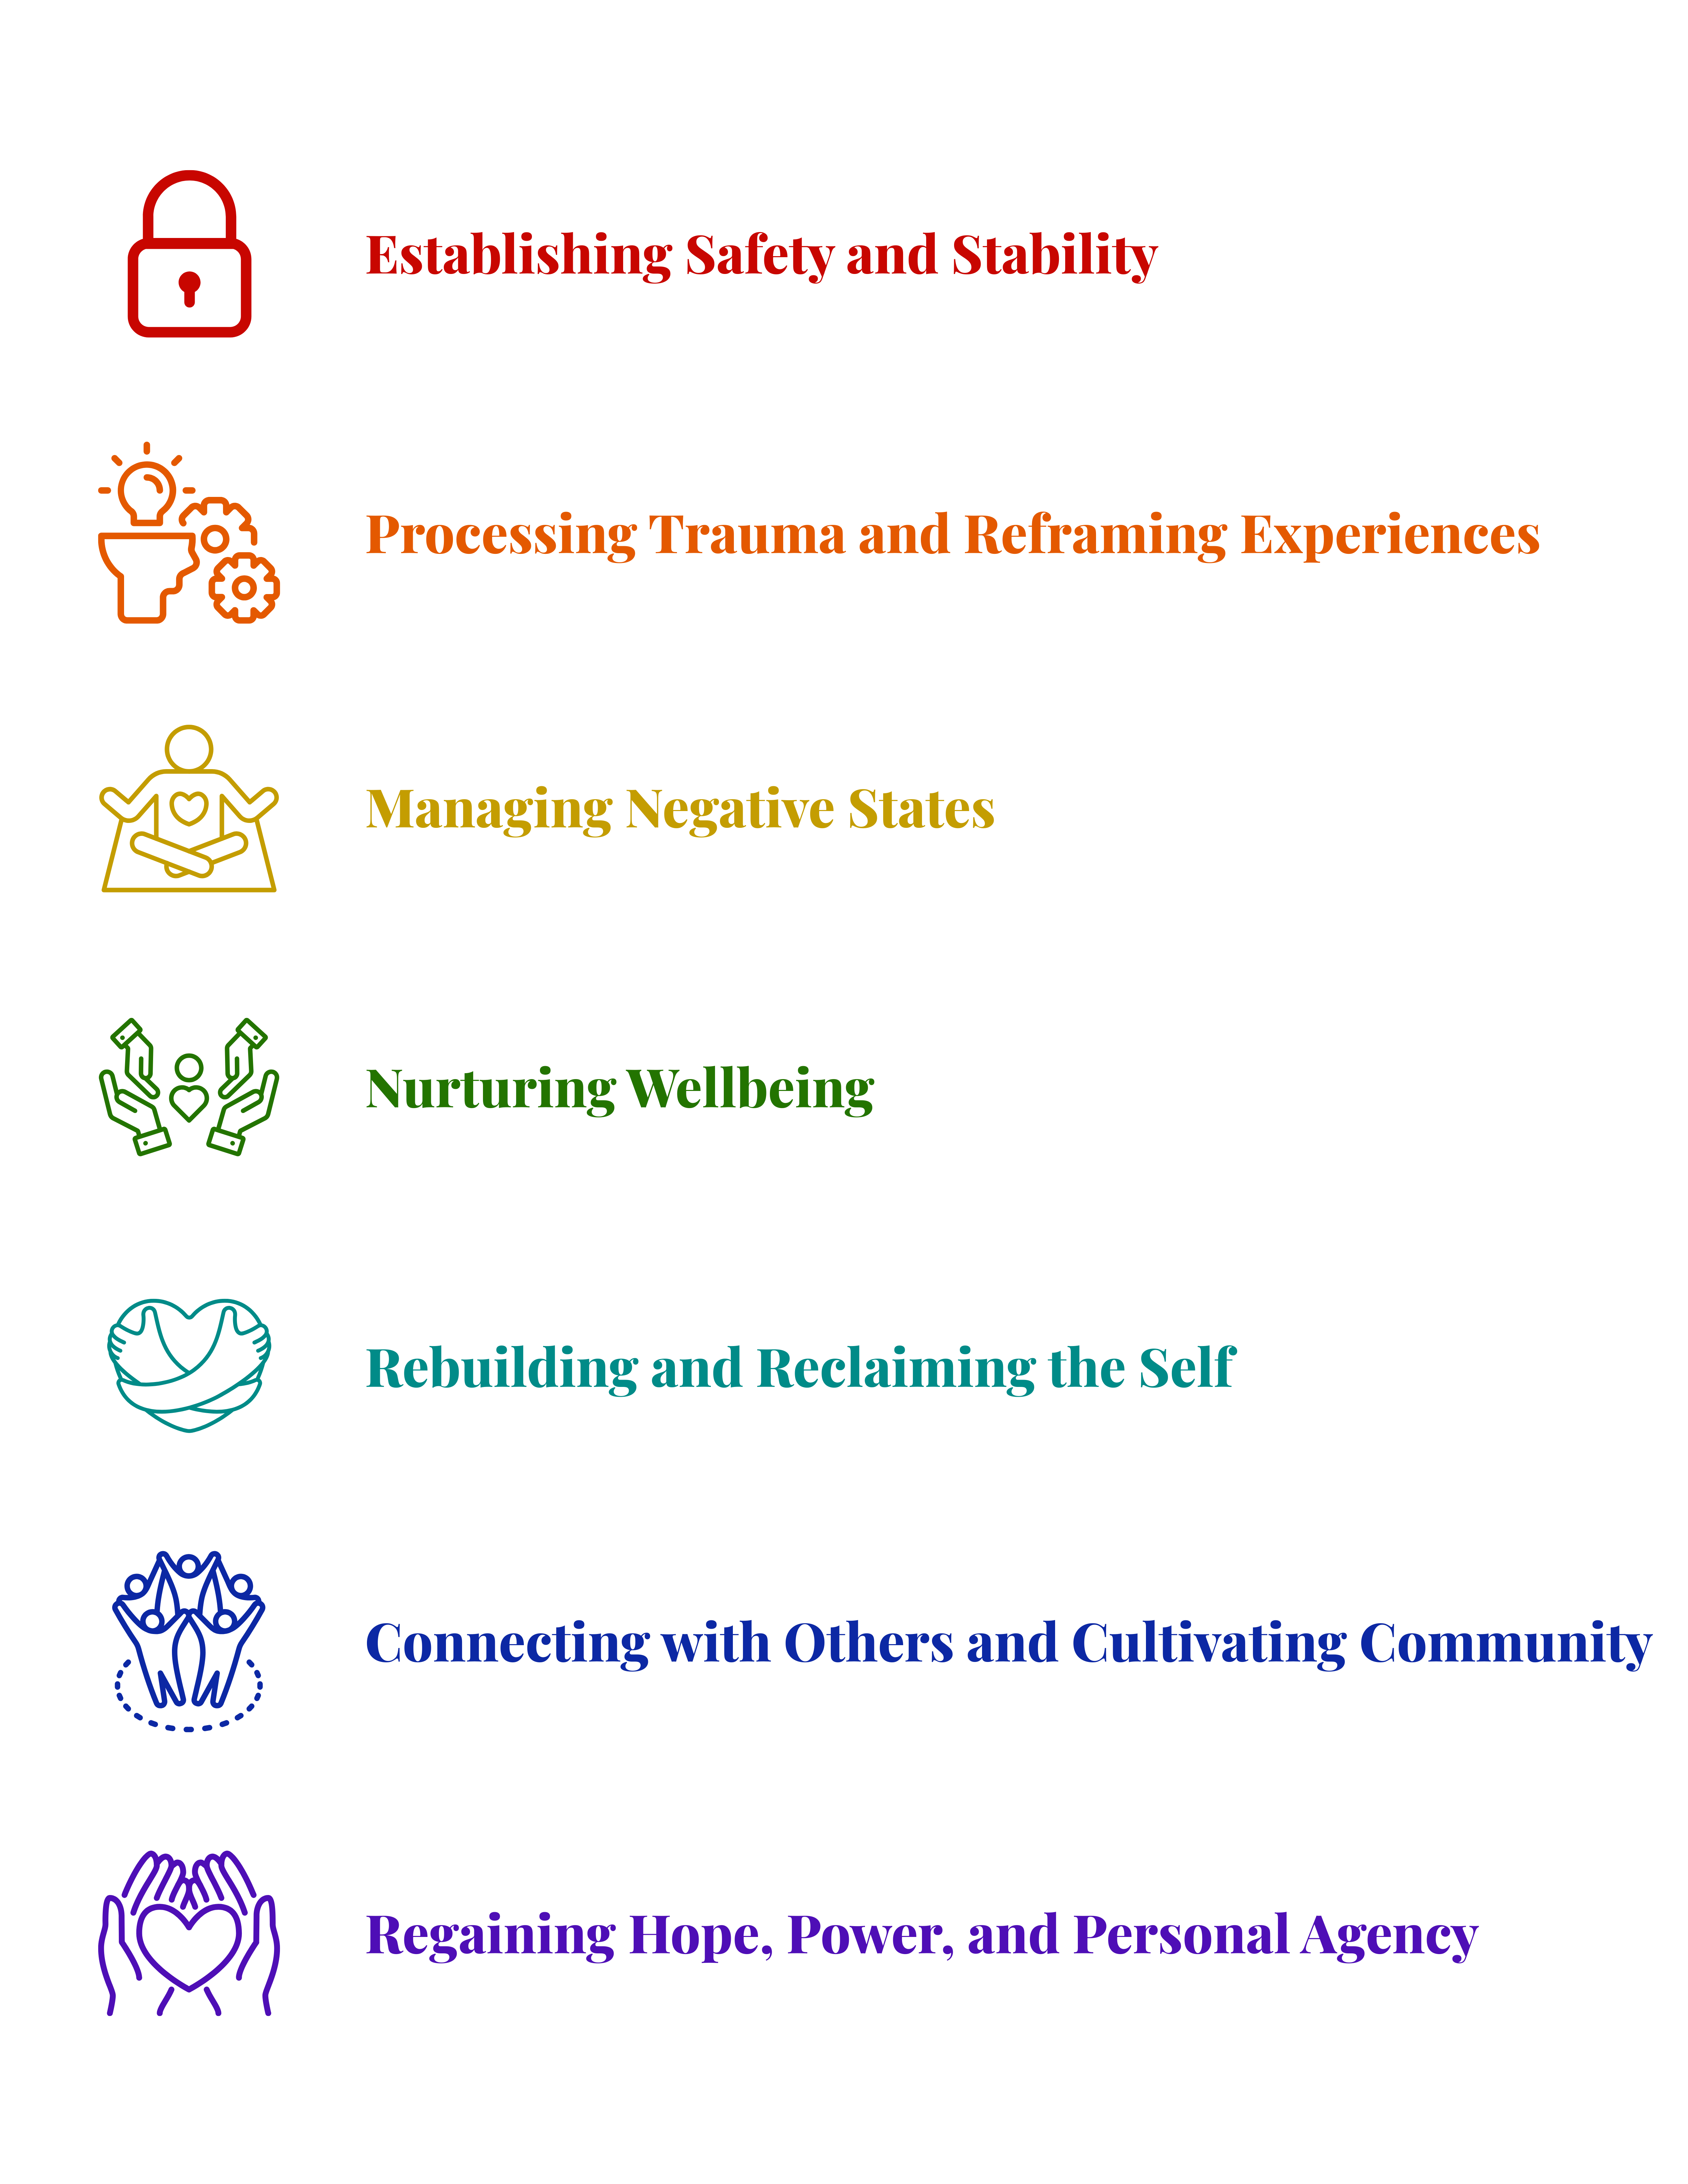 Establishing Safety and Stability
Processing Trauma and Reframing Experiences
Managing Negative States
Nurturing Wellbeing
Rebuilding and Reclaiming the Self
Connecting with Others and Cultivating Community
Regaining Hope, Power, and Personal Agency